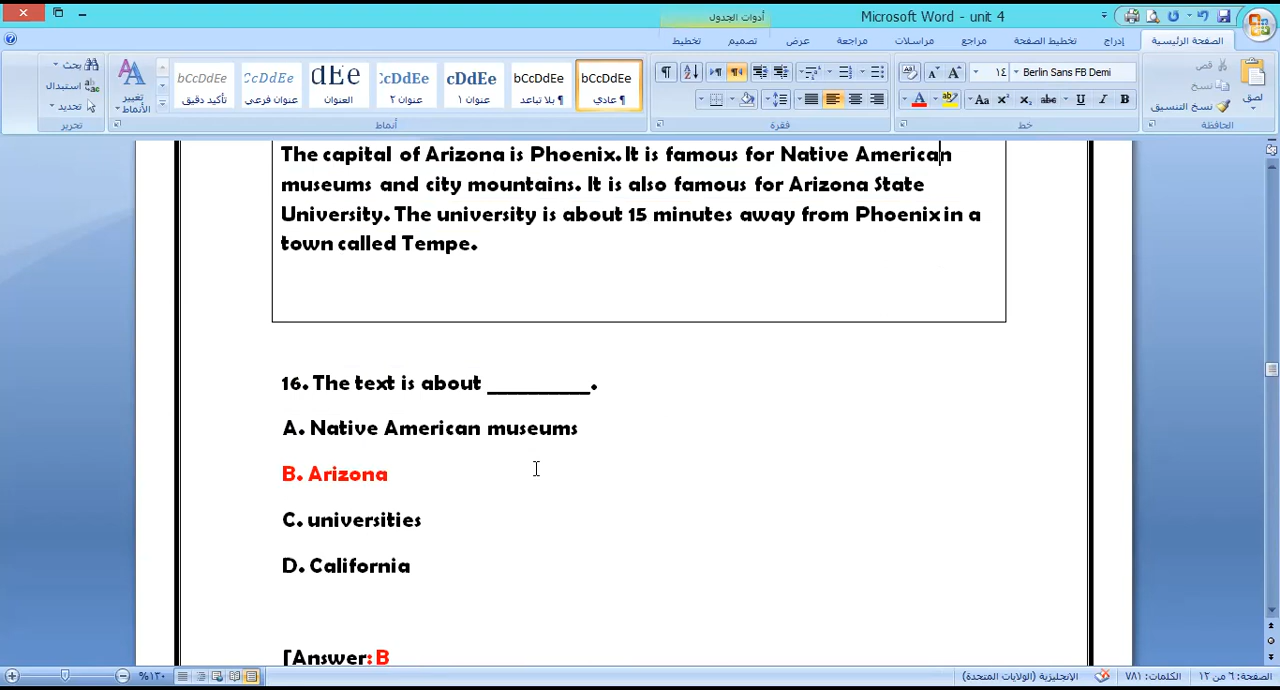 أدوات الجدول
Microsoft Word - unit 4
الصفحة الرئيسية
إدراج
تخطيط الصفحة
مراجع
مراسلات
مراجعة
عرض
تصميم
تخطيط
لصق
قص
نسخ
نسخ التنسيق
الحافظة
Berlin Sans FB Demi
١٤
خط
فقرة
¶ عادي
¶ بلا تباعد
عنوان ١
عنوان ٢
العنوان
عنوان فرعي
تأكيد دقيق
تغيير الأنماط
أنماط
بحث
استبدال
تحديد
تحرير
The capital of Arizona is Phoenix. It is famous for Native American
museums and city mountains. It is also famous for Arizona State
University. The university is about 15 minutes away from Phoenix in a
town called Tempe.
16. The text is about __________.
A. Native American museums
B. Arizona
C. universities
D. California
[Answer: B
الصفحة: ٦ من ١٢
الكلمات: ٧٨١
الإنجليزية (الولايات المتحدة)
١٣٠%